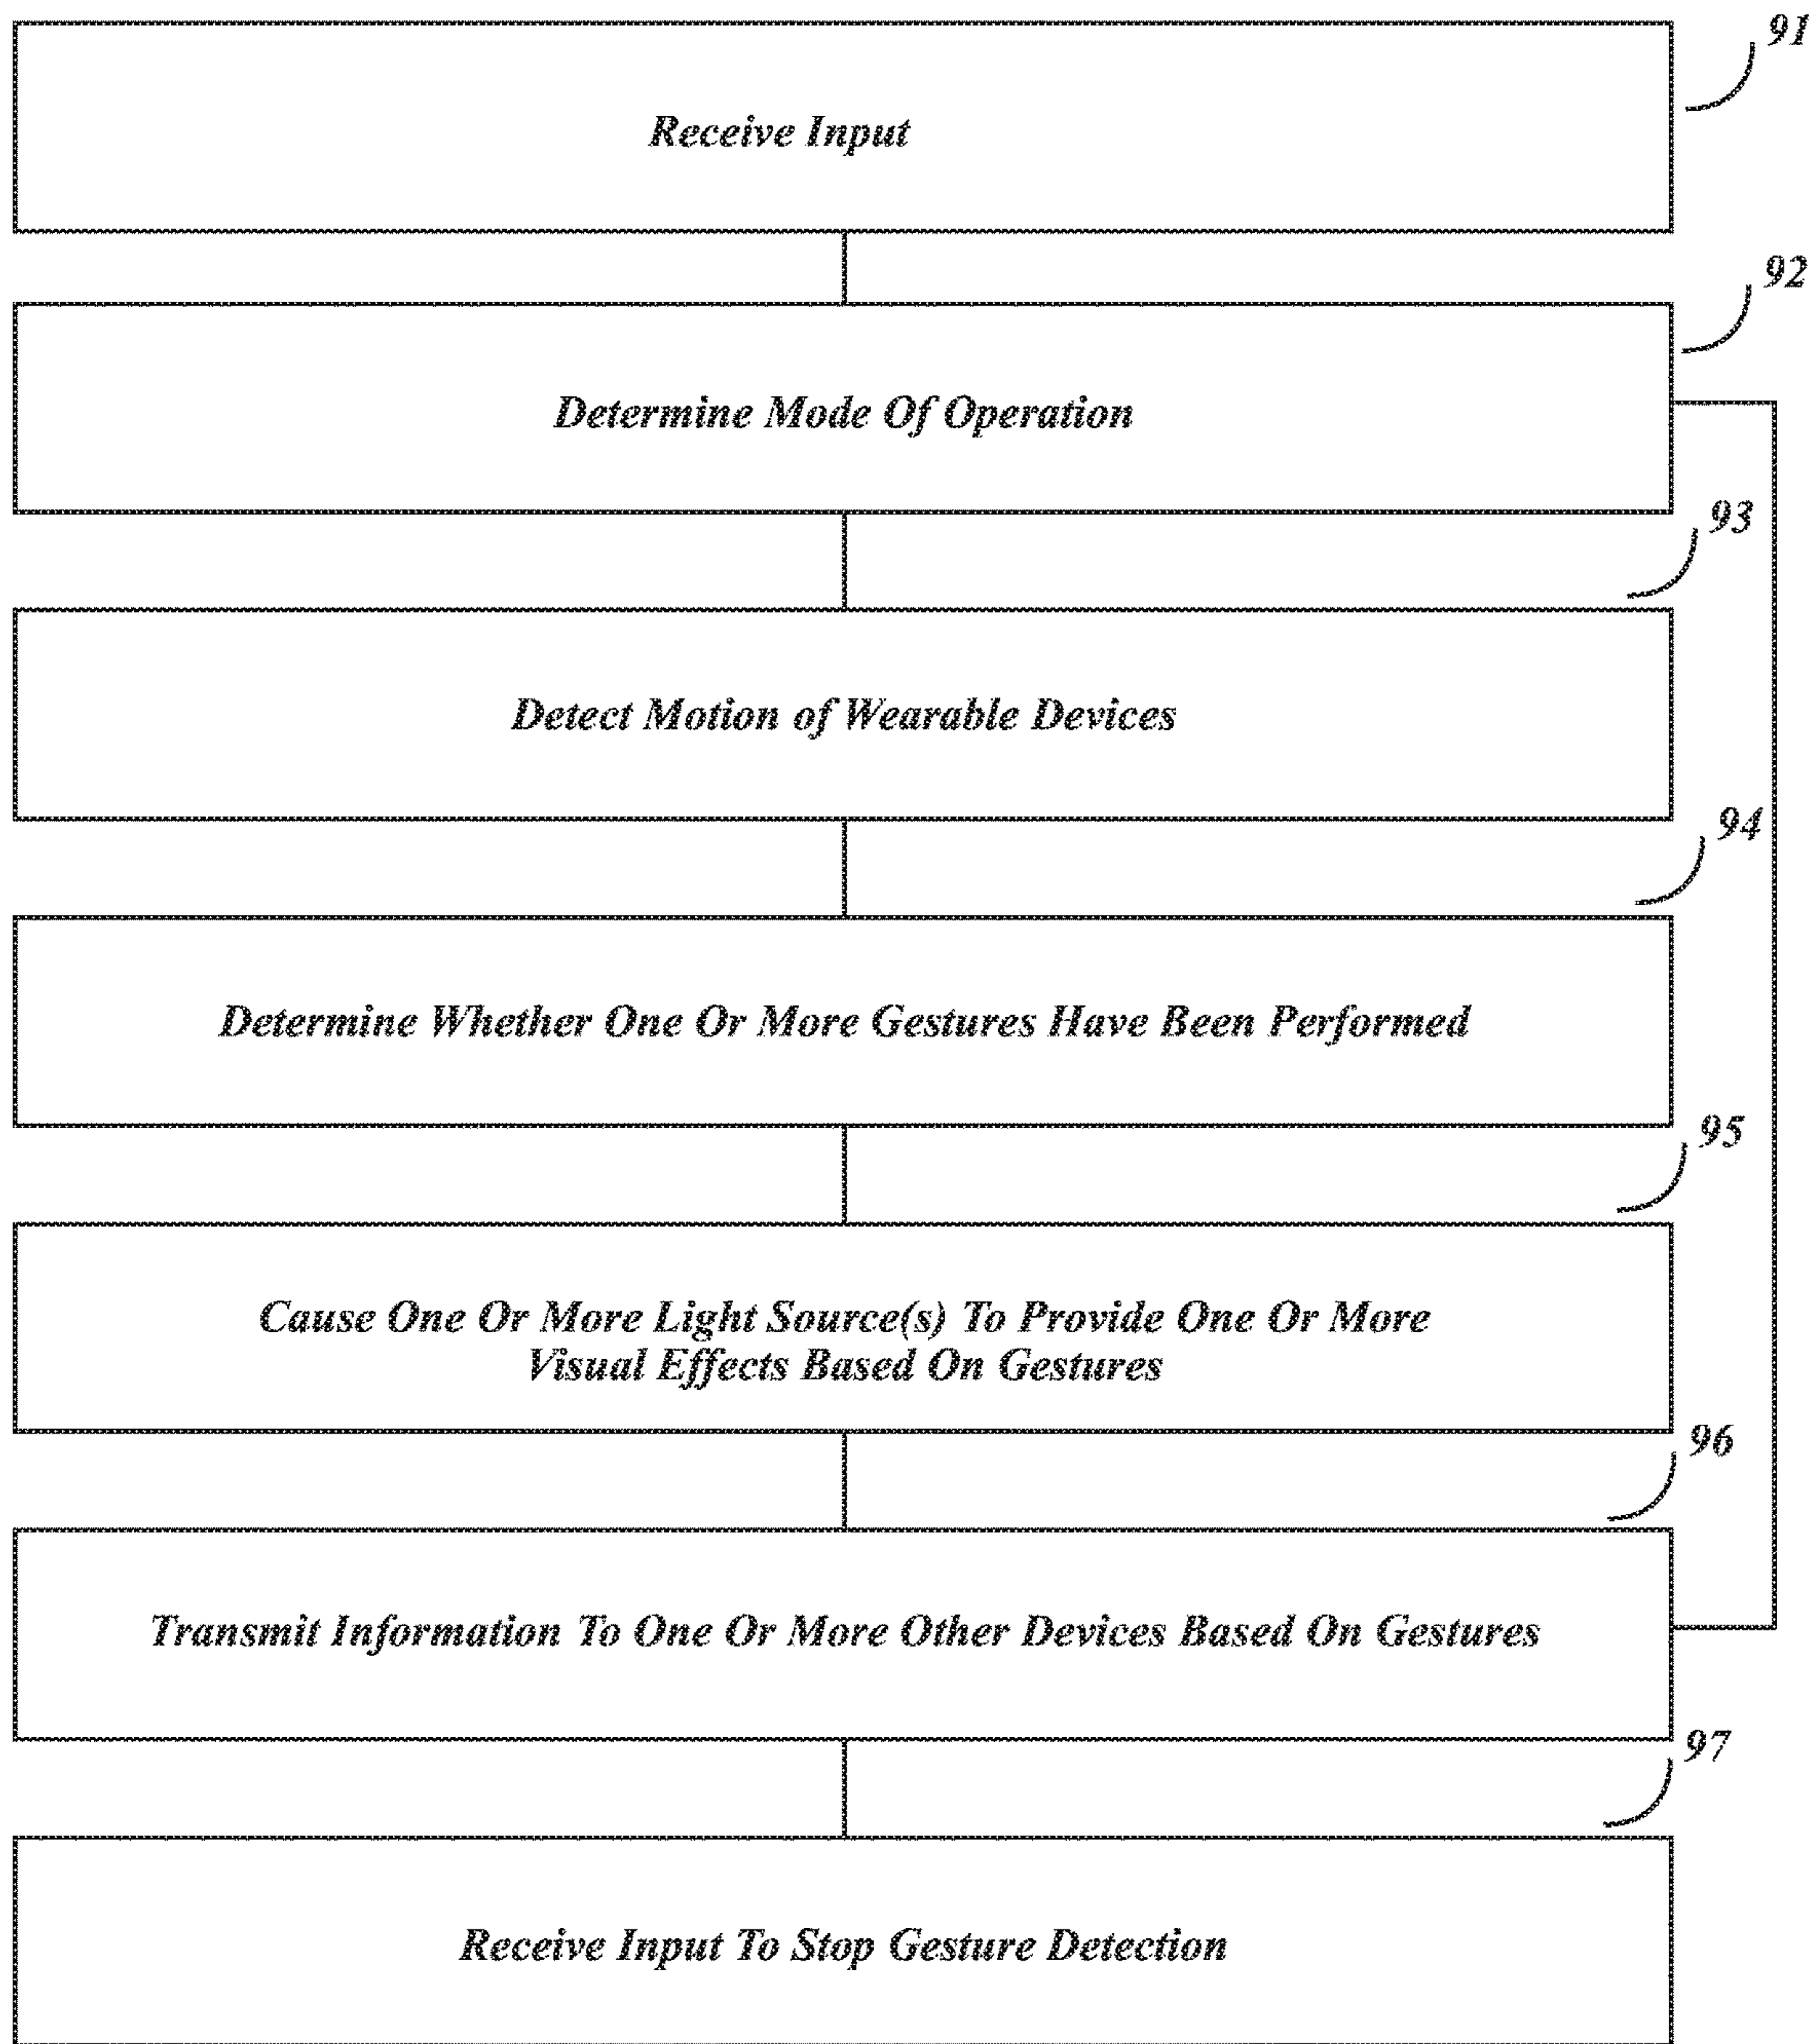 91
Receive Input
92
Determine Mode Of Operation
93
Detect Motion of Wearable Devices
94
Determine Whether One Or More Gestures Have Been Performed
95
Cause One Or More Light Source(s) To Provide One Or More
Visual Effects Based On Gestures
96
Transmit Information To One Or More Other Devices Based On Gestures
97
Receive Input To Stop Gesture Detection